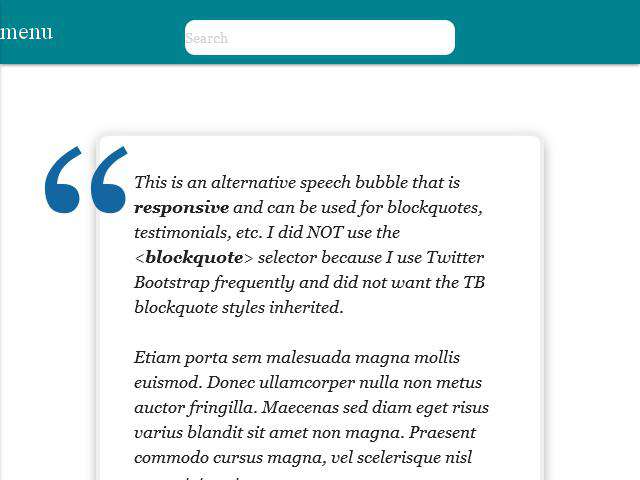 menu
Search
This is an alternative speech bubble that is
responsive and can be used for blockquotes,
testimonials, etc. I did NOT use the
<blockquote> selector because I use Twitter
Bootstrap frequently and did not want the TB
blockquote styles inherited.
Etiam porta sem malesuada magna mollis
euismod. Donec ullamcorper nulla non metus
auctor fringilla. Maecenas sed diam eget risus
varius blandit sit amet non magna. Praesent
commodo cursus magna, vel scelerisque nisl